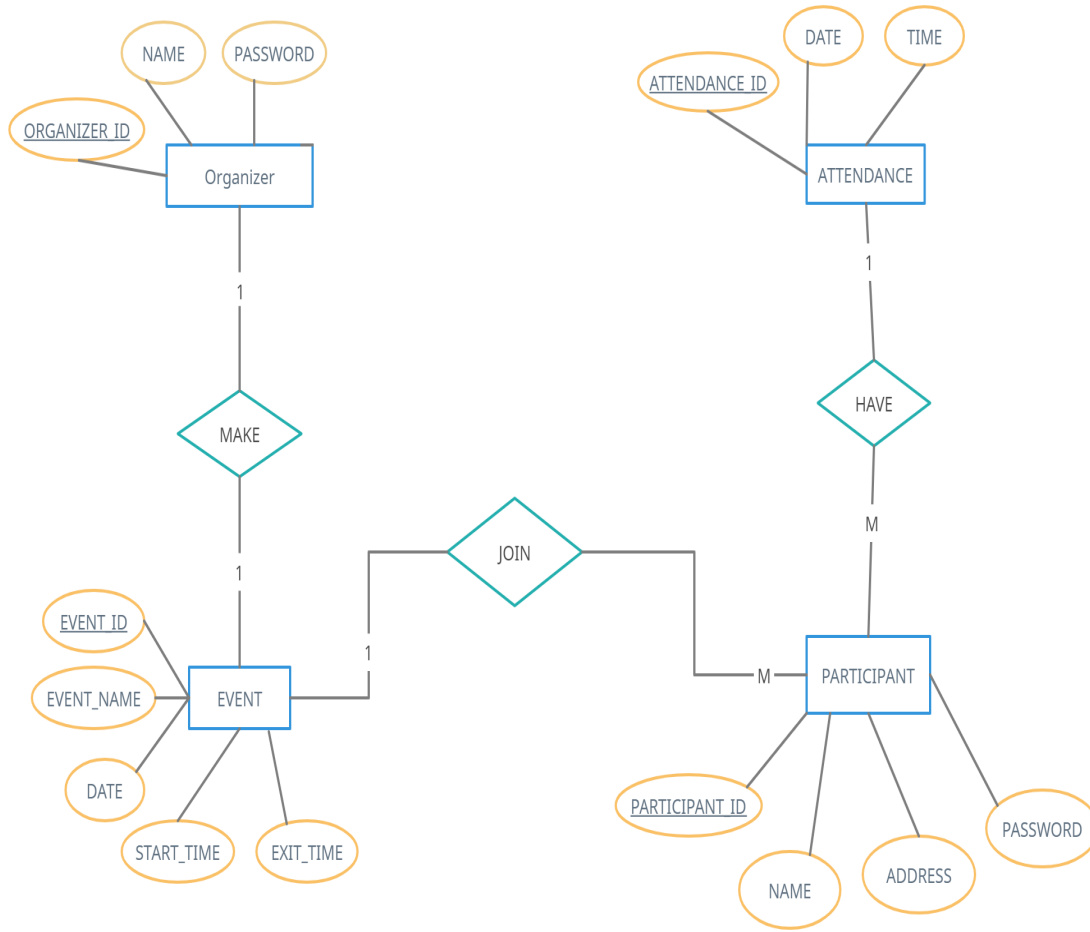 NAME
PASSWORD
ORGANIZER_ID
Organizer
DATE
TIME
ATTENDANCE_ID
ATTENDANCE
1
1
MAKE
HAVE
1
M
JOIN
1
M
EVENT_ID
EVENT_NAME
EVENT
DATE
START_TIME
EXIT_TIME
PARTICIPANT
PARTICIPANT_ID
NAME
ADDRESS
PASSWORD